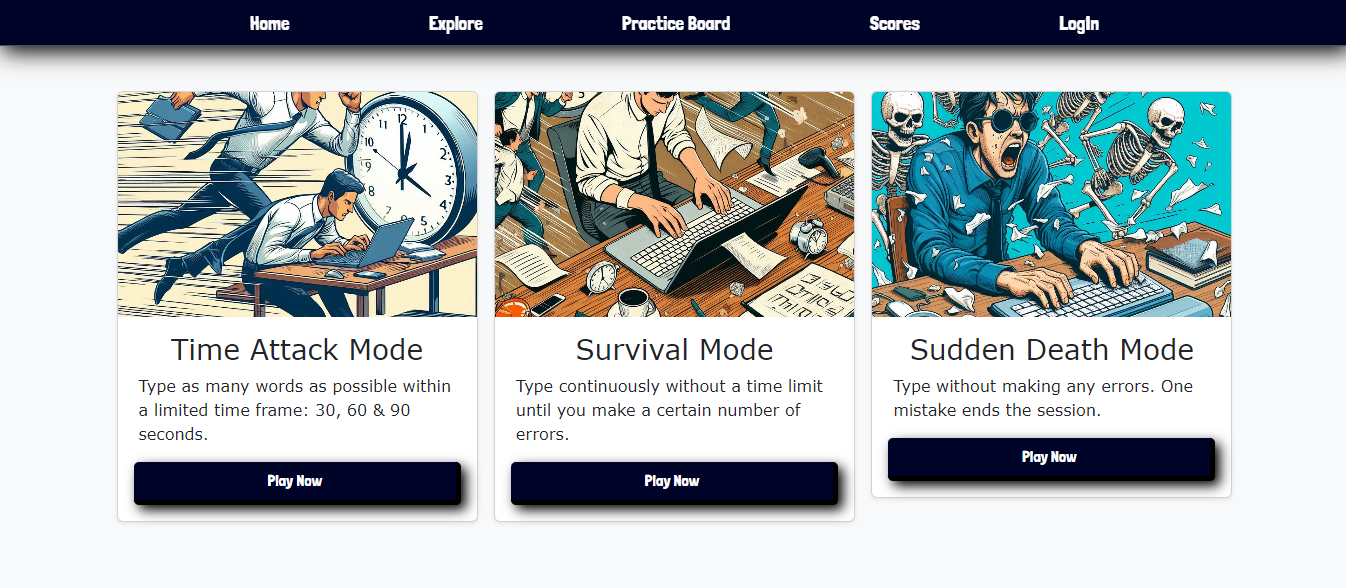 Home Explore Practice Board Scores LogIn
Time Attack Mode
Type as many words as possible within
a limited time frame: 30, 60 & 90
seconds.
Play Now
Survival Mode
Type continuously without a time limit
until you make a certain number of
errors.
Play Now
Sudden Death Mode
Type without making any errors. One
mistake ends the session.
Play Now